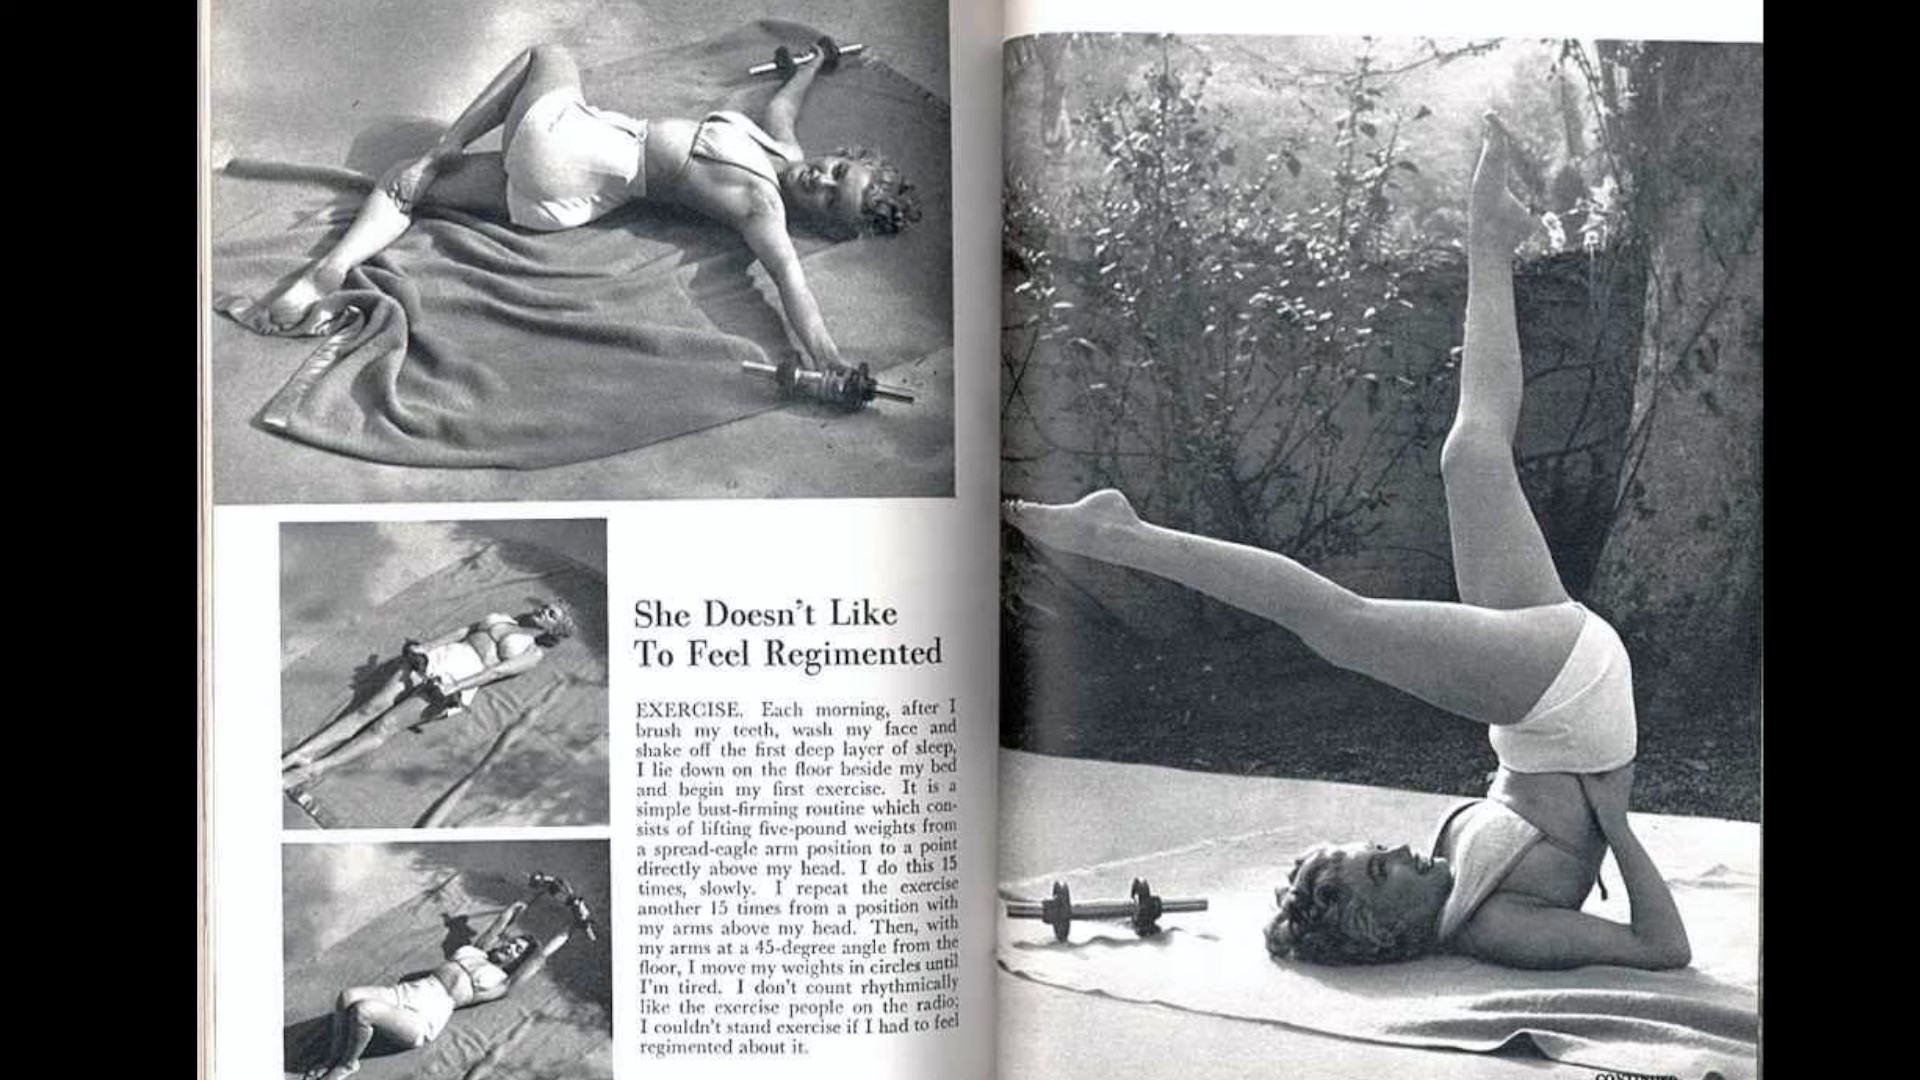 She Doesn't Like
To Feel Regimented
EXERCISE. Each morning, after I
brush my teeth, wash my face and
shake off the first deep layer of sleep,
I lie down on the floor beside my bed
and begin my first exercise. It is a
simple bust-firming routine which con-
sists of lifting five-pound weights from
a spread-eagle arm position to a point
directly above my head. I do this 15
times, slowly. I repeat the exercise
another 15 times from a position with
my arms above my head. Then, with
my arms at a 45-degree angle from the
floor, I move my weights in circles until
I'm tired. I don't count rhythmically
like the exercise people on the radio;
I couldn't stand exercise if I had to feel
regimented about it.
CONTINUED